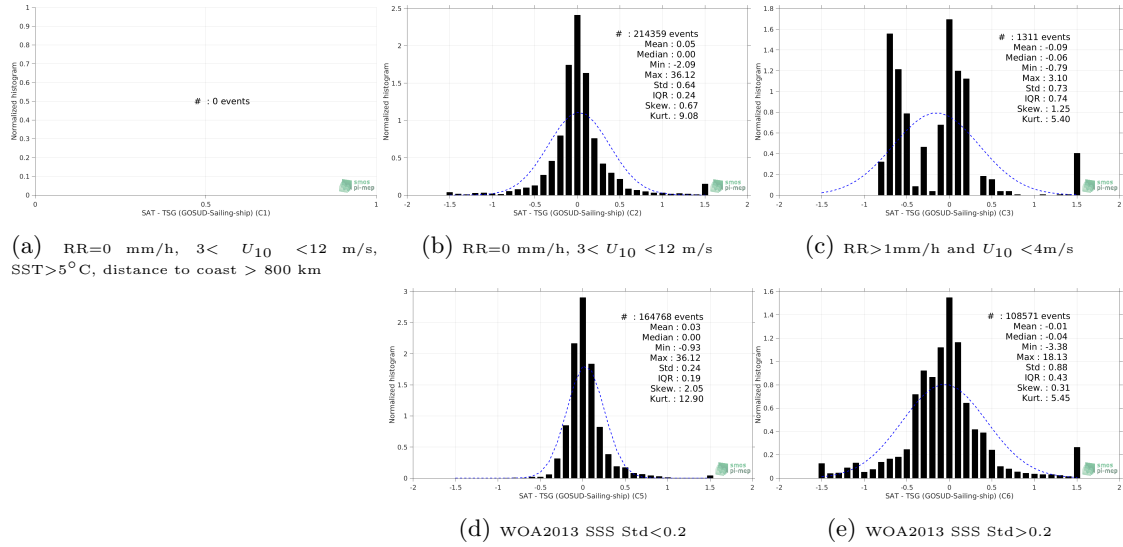 1
0.9
0.8
0.7
0.6
0.5
0.4
0.3
0.2
0.1
0
Normalized histogram
# : 0 events
smos
pi-mep
0 0.5 1
SAT - TSG (GOSUD-Sailing-ship) (C1)
(a) RR=0 mm/h, 3< U10 <12 m/s,
SST>5°C, distance to coast > 800 km
2.5
2
1.5
1
0.5
0
Normalized histogram
# : 214359 events
Mean : 0.05
Median : 0.00
Min : -2.09
Max : 36.12
Std : 0.64
IQR : 0.24
Skew. : 0.67
Kurt. : 9.08
smos
pi-mep
-2 -1.5 -1 -0.5 0 0.5 1 1.5 2
SAT - TSG (GOSUD-Sailing-ship) (C2)
(b) RR=0 mm/h, 3< U10 <12 m/s
1.8
1.6
1.4
1.2
1
0.8
0.6
0.4
0.2
0
Normalized histogram
# : 1311 events
Mean : -0.09
Median : -0.06
Min : -0.79
Max : 3.10
Std : 0.73
IQR : 0.74
Skew. : 1.25
Kurt. : 5.40
smos
pi-mep
-2 -1.5 -1 -0.5 0 0.5 1 1.5 2
SAT - TSG (GOSUD-Sailing-ship) (C3)
(c) RR>1mm/h and U10 <4m/s
3
2.5
2
1.5
1
0.5
0
Normalized histogram
# : 164768 events
Mean : 0.03
Median : 0.00
Min : -0.93
Max : 36.12
Std : 0.24
IQR : 0.19
Skew. : 2.05
Kurt. : 12.90
smos
pi-mep
-2 -1.5 -1 -0.5 0 0.5 1 1.5 2
SAT - TSG (GOSUD-Sailing-ship) (C5)
(d) WOA2013 SSS Std<0.2
1.6
1.4
1.2
1
0.8
0.6
0.4
0.2
0
Normalized histogram
# : 108571 events
Mean : -0.01
Median : -0.04
Min : -3.38
Max : 18.13
Std : 0.88
IQR : 0.43
Skew. : 0.31
Kurt. : 5.45
smos
pi-mep
-2 -1.5 -1 -0.5 0 0.5 1 1.5 2
SAT - TSG (GOSUD-Sailing-ship) (C6)
(e) WOA2013 SSS Std>0.2